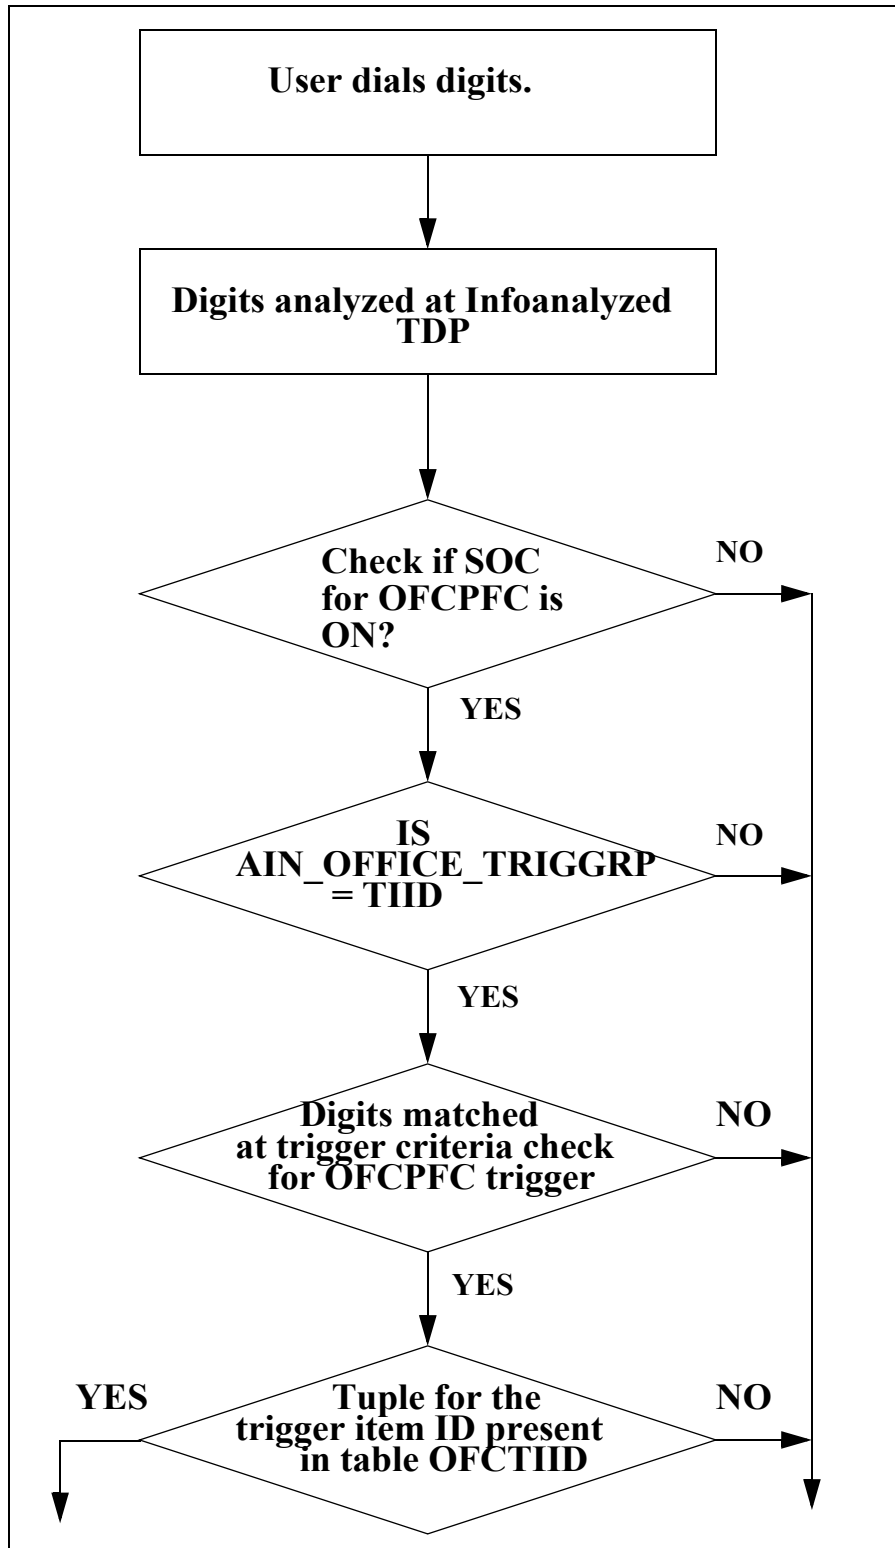 User dials digits.
Digits analyzed at Infoanalyzed
TDP
Check if SOC
for OFCPFC is
ON?
NO
YES
IS
AIN_OFFICE_TRIGGRP
= TIID
NO
YES
Digits matched
at trigger criteria check
for OFCPFC trigger
NO
YES
YES
Tuple for the
trigger item ID present
in table OFCTIID
NO